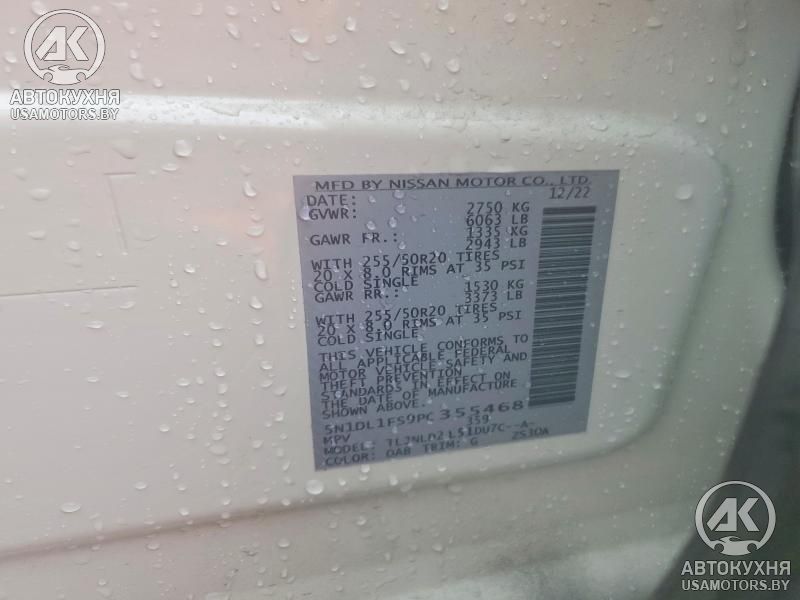 AK
АВТОКУХНЯ
USAMOTORS.BY
MFD BY NISSAN MOTOR CO., LTD.
DATE: 12/22
GVWR: 2750 KG
6063 LB
GAWR FR.: 1335 KG
2943 LB
WITH 255/50R20 TIRES
20 X 8.0 RIMS AT 35 PSI
COLD SINGLE
GAWR RR.: 1530 KG
3373 LB
WITH 255/50R20 TIRES
20 X 8.0 RIMS AT 35 PSI
COLD SINGLE
THIS VEHICLE CONFORMS TO
ALL APPLICABLE FEDERAL
MOTOR VEHICLE SAFETY AND
THEFT PREVENTION
STANDARDS IN EFFECT ON
THE DATE OF MANUFACTURE
SHOWN ABOVE
5N1DL1FS9PC355468
MPV 359
MODEL:
COLOR: QAB TRIM: G ZS30A
AK
АВТОКУХНЯ
USAMOTORS.BY